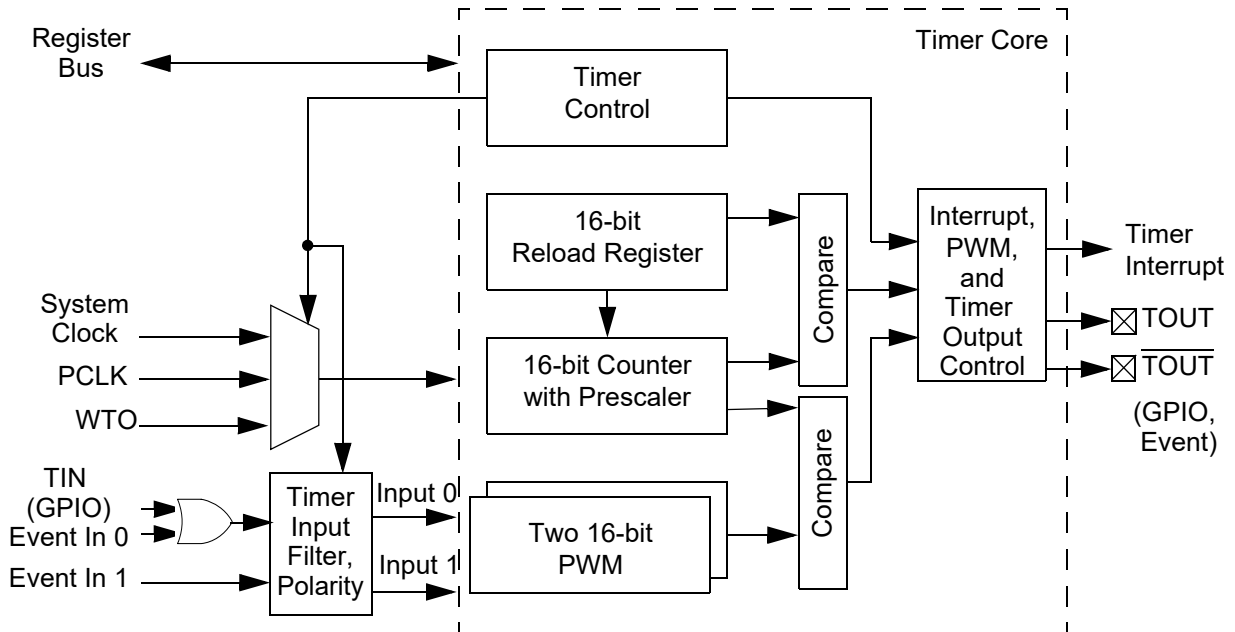 Register
Bus
Timer Core
Timer
Control
16-bit
Reload Register
Compare
Interrupt,
PWM,
and
Timer
Output
Control
Timer
Interrupt
TOUT
TOUT
(GPIO,
Event)
System
Clock
PCLK
WTO
16-bit Counter
with Prescaler
Compare
TIN
(GPIO)
Event In 0
Event In 1
Timer
Input
Filter,
Polarity
Input 0
Input 1
Two 16-bit
PWM